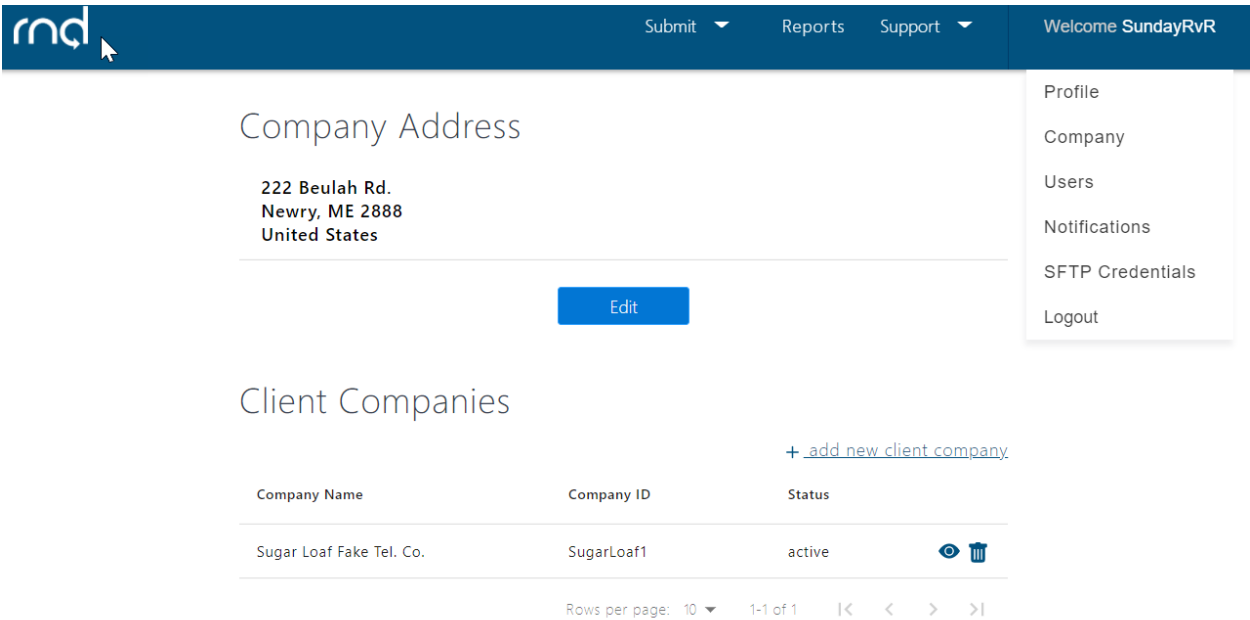 rnd
Submit Reports Support Welcome SundayRvR
Profile
Company
Users
Notifications
SFTP Credentials
Logout
Company Address
222 Beulah Rd.
Newry, ME 2888
United States
Edit
Client Companies
+ add new client company
Company Name Company ID Status
Sugar Loaf Fake Tel. Co. SugarLoaf1 active
Rows per page: 10 1-1 of 1